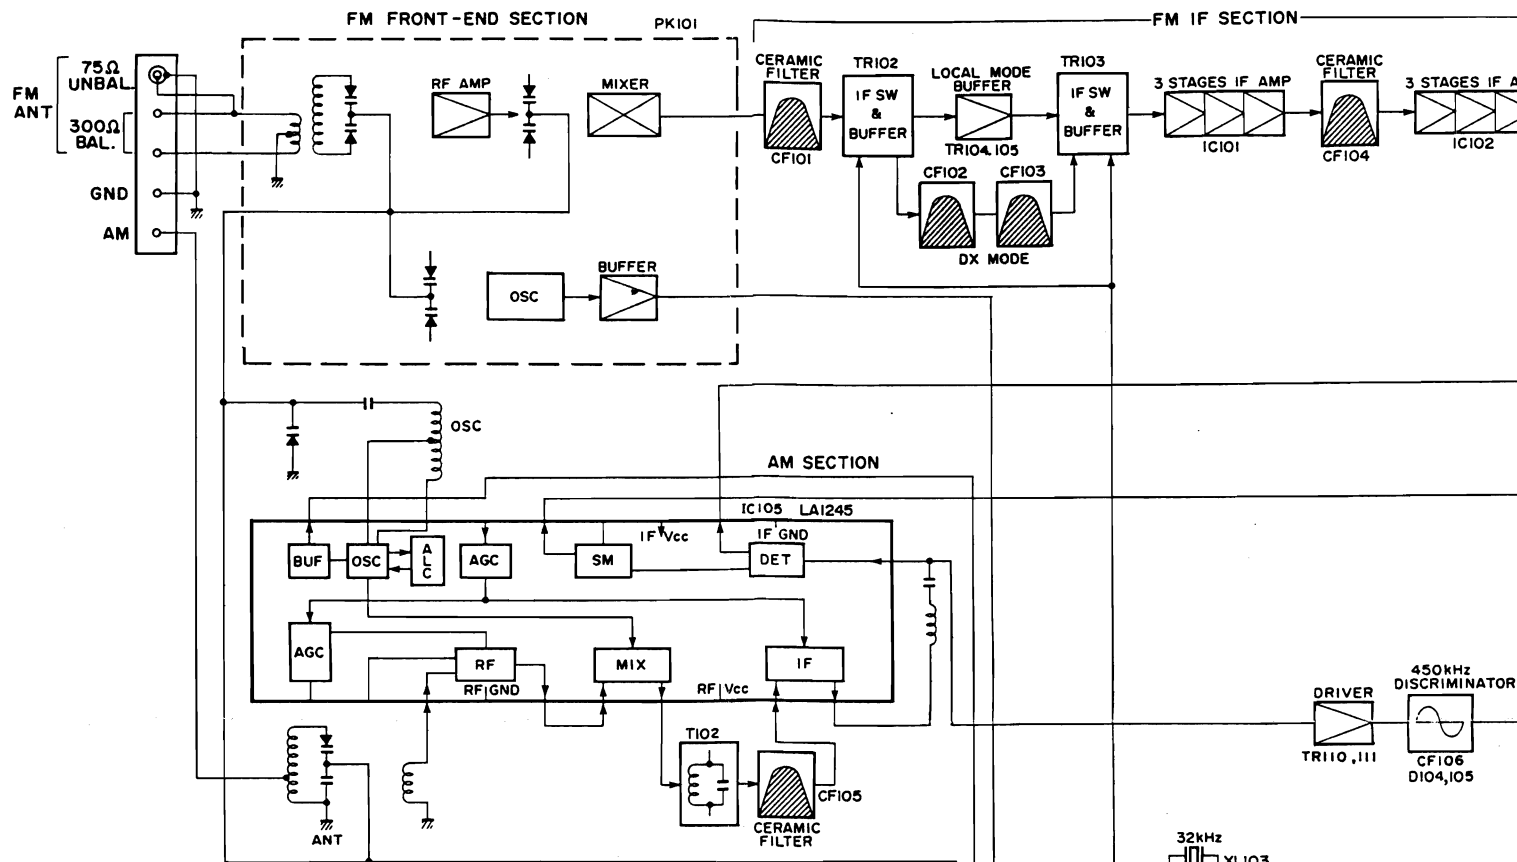 FM FRONT-END SECTION
PK101
FM IF SECTION
FM
ANT
75Ω
UNBAL.
300Ω
BAL.
GND
AM
RF AMP
MIXER
OSC
BUFFER
CERAMIC
FILTER
CF101
TR102
IF SW
&
BUFFER
LOCAL MODE
BUFFER
TR104,105
TR103
IF SW
&
BUFFER
CF102
CF103
DX MODE
3 STAGES IF AMP
IC101
CERAMIC
FILTER
CF104
3 STAGES IF A
IC102
OSC
AM SECTION
IC105 LA1245
BUF
OSC
ALC
AGC
SM
IF Vcc
IF GND
DET
AGC
RF
RF GND
MIX
RF Vcc
IF
ANT
T102
CF105
CERAMIC
FILTER
DRIVER
TR110,111
450kHz
DISCRIMINATOR
CF106
D104,105
32kHz
XL103